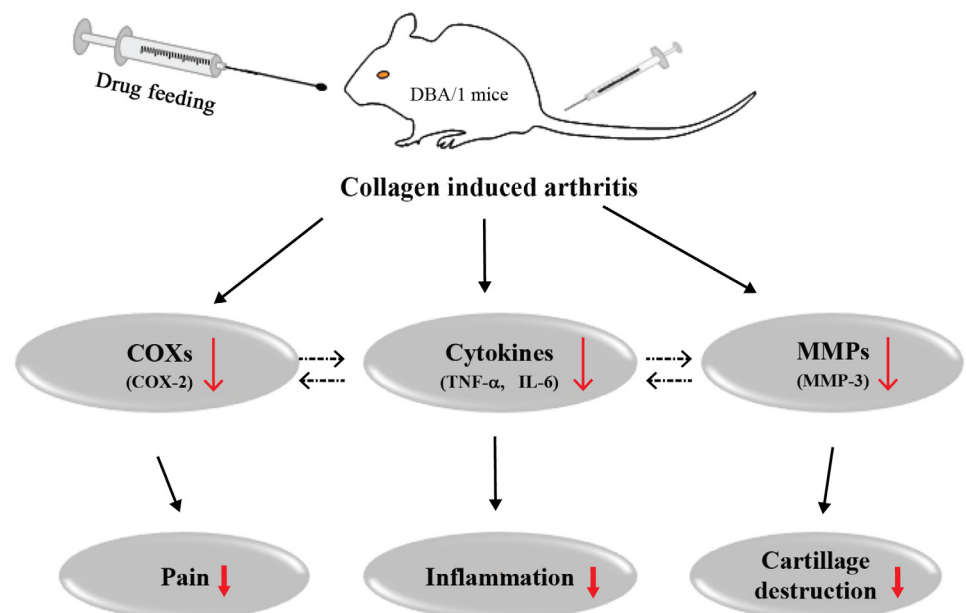 Drug feeding
DBA/1 mice
Collagen induced arthritis
COXs
(COX-2)
Cytokines
(TNF-α, IL-6)
MMPs
(MMP-3)
Pain
Inflammation
Cartillage
destruction